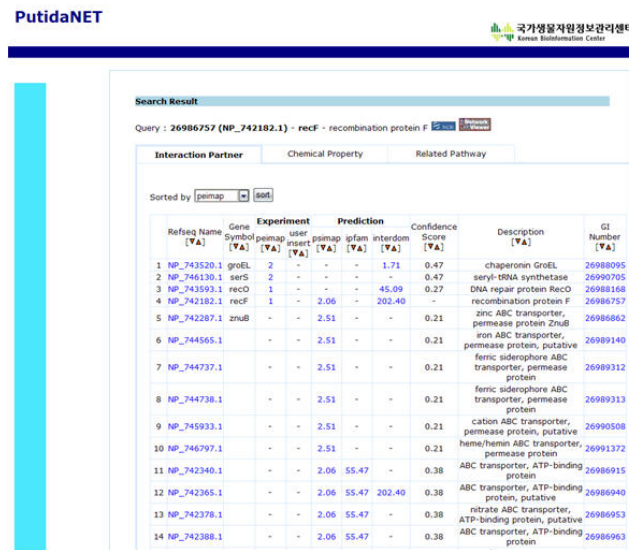 PutidaNET
국가생물자원정보관리센터
Korean Bioinformation Center
Search Result
Query : 26986757 (NP_742182.1) - recF - recombination protein F NCBI Network Viewer
Interaction Partner Chemical Property Related Pathway
Sorted by peimap sort
Refseq Name [▼▲] Gene Symbol [▼▲] Experiment peimap [▼▲] user insert [▼▲] Prediction psimap [▼▲] ipfam [▼▲] interdom [▼▲] Confidence Score [▼▲] Description [▼▲] GI Number [▼▲]
1 NP_743520.1 groEL 2 - - - 1.71 0.47 chaperonin GroEL 26988095
2 NP_746130.1 serS 2 - - - - 0.47 seryl-tRNA synthetase 26990705
3 NP_743593.1 recO 1 - - - 45.09 0.27 DNA repair protein RecO 26988168
4 NP_742182.1 recF 1 - 2.06 - 202.40 - recombination protein F 26986757
5 NP_742287.1 znuB - - 2.51 - - 0.21 zinc ABC transporter, permease protein ZnuB 26986862
6 NP_744565.1 - - 2.51 - - 0.21 iron ABC transporter, permease protein, putative 26989140
7 NP_744737.1 - - 2.51 - - 0.21 ferric siderophore ABC transporter, permease protein 26989312
8 NP_744738.1 - - 2.51 - - 0.21 ferric siderophore ABC transporter, permease protein 26989313
9 NP_745933.1 - - 2.51 - - 0.21 cation ABC transporter, permease protein, putative 26990508
10 NP_746797.1 - - 2.51 - - 0.21 heme/hemin ABC transporter, permease protein 26991372
11 NP_742340.1 - - 2.06 55.47 - 0.38 ABC transporter, ATP-binding protein 26986915
12 NP_742365.1 - - 2.06 55.47 202.40 0.38 ABC transporter, ATP-binding protein, putative 26986940
13 NP_742378.1 - - 2.06 55.47 - 0.38 nitrate ABC transporter, ATP-binding protein, putative 26986953
14 NP_742388.1 - - 2.06 55.47 - 0.38 ABC transporter, ATP-binding protein 26986963